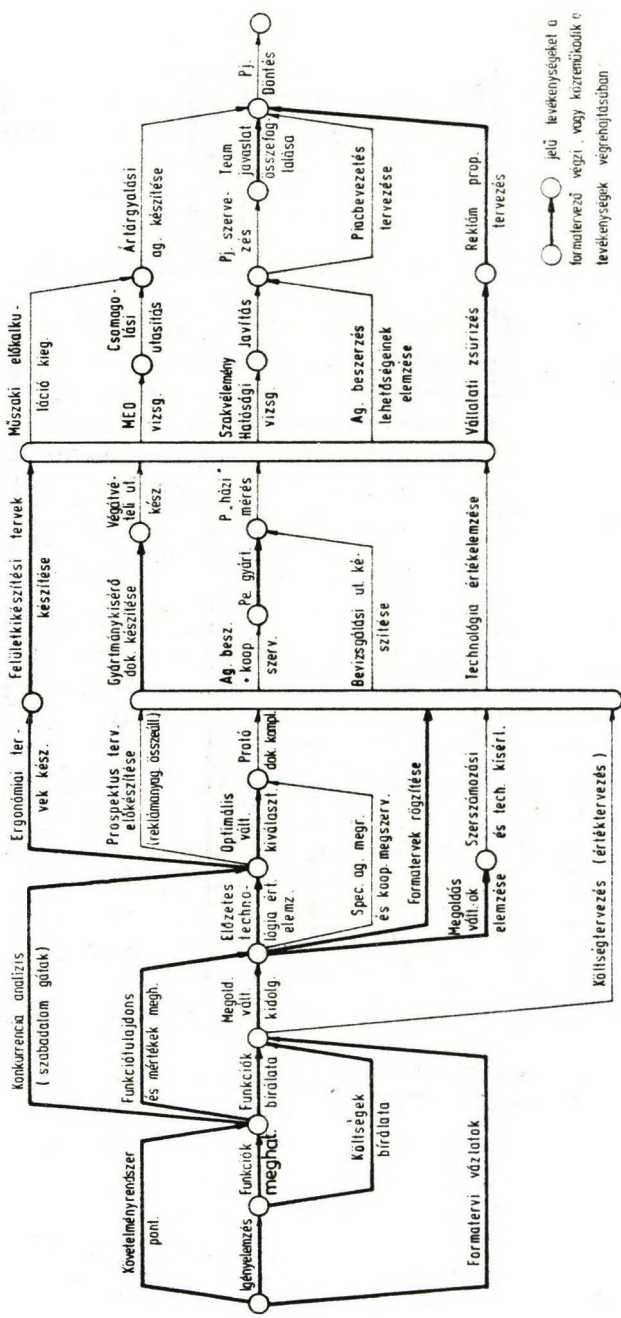 Követelményrendszer
pont.
Igényelemzés
Funkciók
meghat.
Költségek
bírálata
Formatervi vázlatok
Konkurrencia analízis
( szabadalom gátak)
Funkciótulajdons
és mértékek megh.
Funkciók
bírálata
Megold.
vált.
kidolg.
Előzetes
techno-
lógia ért.
elemz.
Ergonómiai ter-
vek kész.
Prospektus terv.
előkészítése
(reklámanyag. összeáll)
Optimális
vált.
kiválaszt.
Protó
dok. kompl.
Spec. ag. megr.
és koop. megszerv.
Formatervek rögzítése
Megoldás
vált.-ok
elemzése
Szerszámozási
és tech. kísérl.
Költségtervezés (értéktervezés)
Felületkikészítési tervek
készítése
Gyártmánykísérő
dok. készítése
Végátvé-
teli ut.
kész.
Ag. besz.
+ koop
szerv.
Pe. gyárt.
P „házi"
mérés
Bevizsgálási ut. ké-
szítése
Technológia értékelemzése
Műszaki előkalku-
láció kieg.
MEO
vizsg.
Csomago-
lási
utasítás
Ártárgyalási
ag. készítése
Szakvélemény
Hatósági
vizsg.
Javítás
Pj. szerve-
zés
Team
javaslat
összefog-
lalása
Pj.
Döntés
Piacbevezetés
tervezése
Ag. beszerzés
lehetőségeinek
elemzése
Vállalati zsűrizés
Reklám prop.
tervezés
jelű tevékenységeket a
formatervező végzi, vagy közreműködik a
tevékenységek végrehajtásában